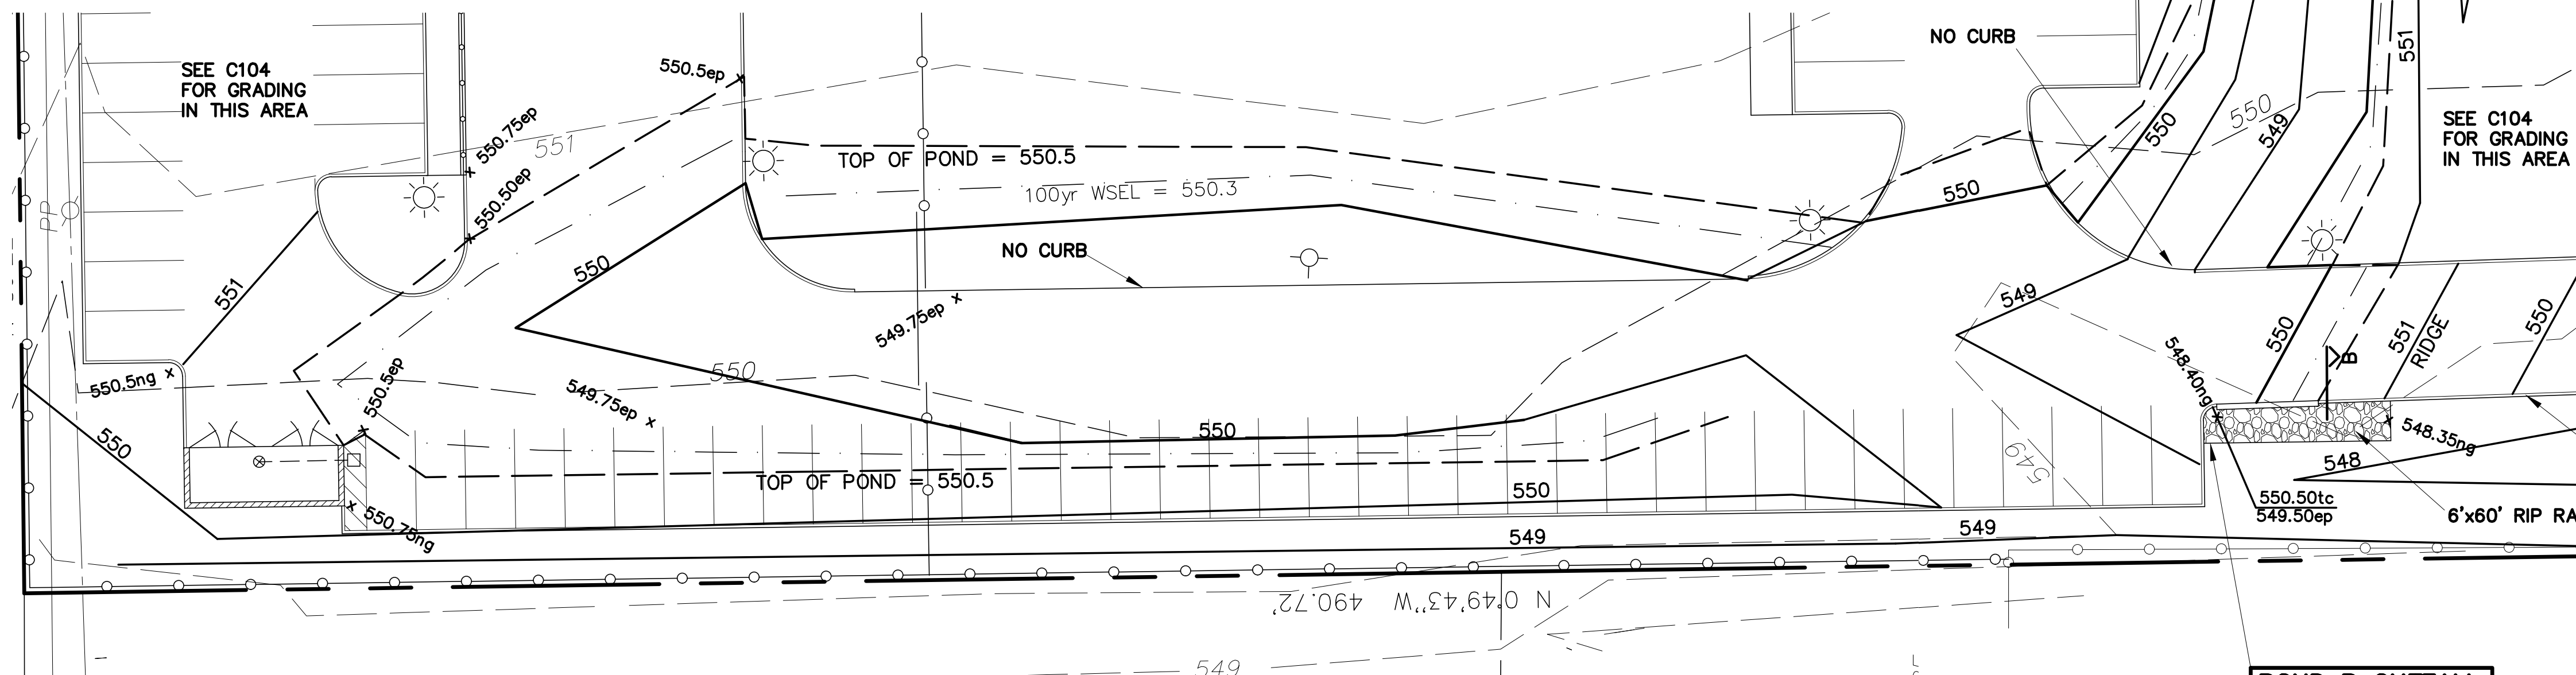 SEE C104
FOR GRADING
IN THIS AREA
PP
550.5ep
550.75ep
551
550.50ep
551
550
TOP OF POND = 550.5
100yr WSEL = 550.3
NO CURB
549.75ep
550
549.75ep
550.5ep
550.5ng
550
550.75ng
TOP OF POND = 550.5
550
550
549
549
N 0°49'43"W 490.72'
549
NO CURB
550
550
550
549
551
SEE C104
FOR GRADING
IN THIS AREA
549
550
551
RIDGE
550
B
548.40ng
548.35ng
548
549
550.50tc
549.50ep
6'x60' RIP RA